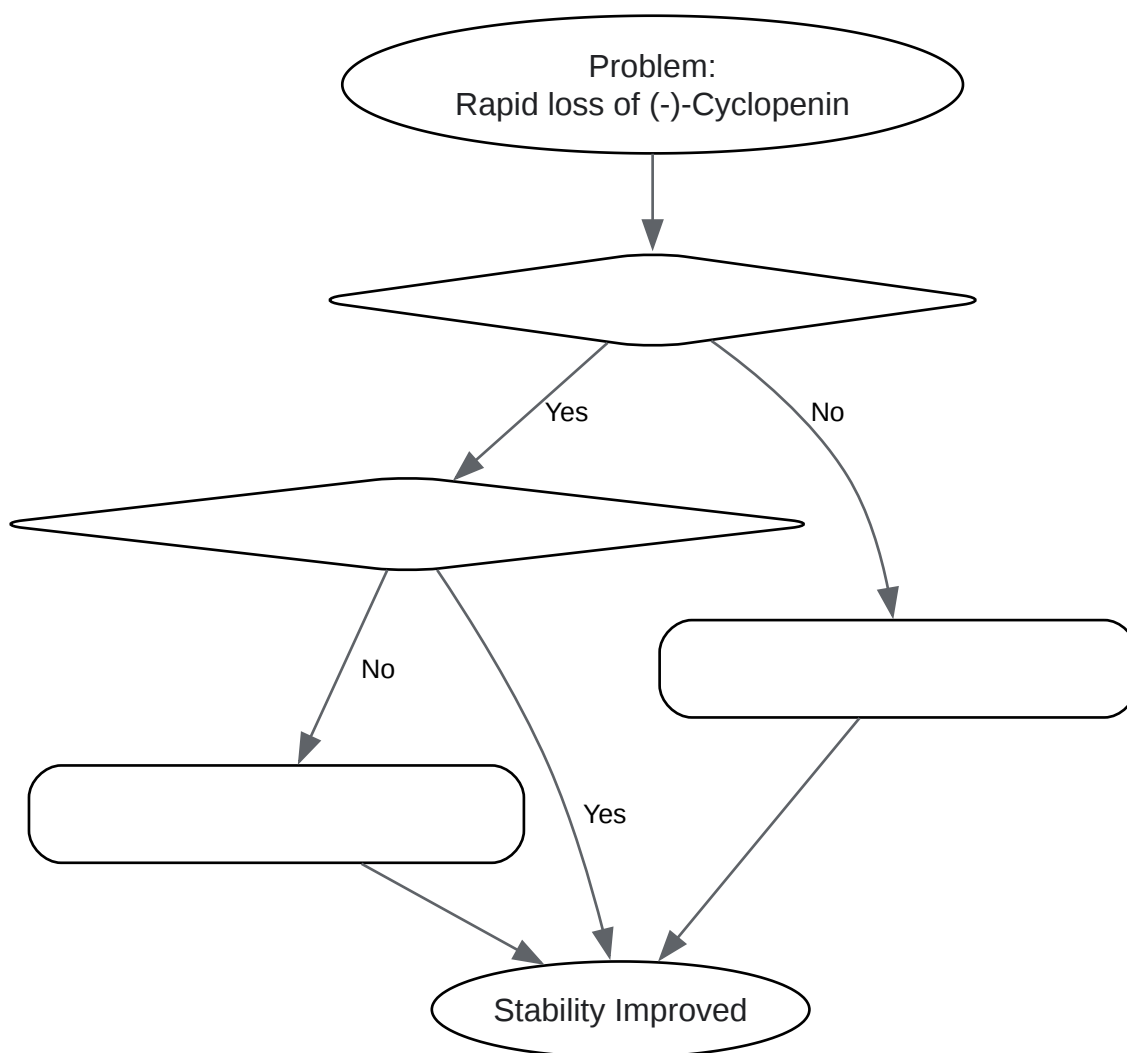 Problem:
Rapid loss of (-)-Cyclopenin
Yes
No
No
Yes
Stability Improved